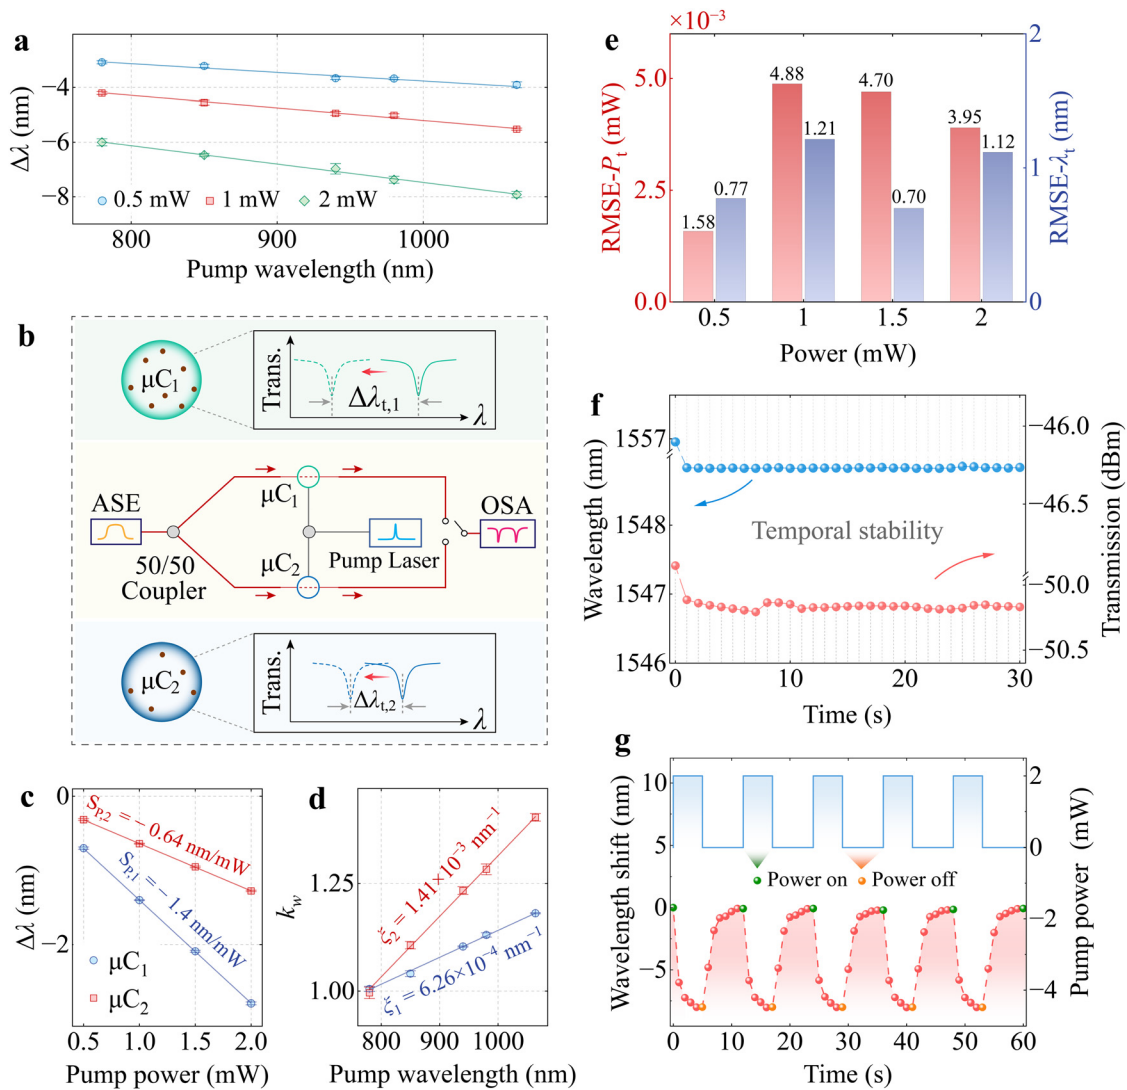 a
Δλ (nm)
−4
−6
−8
0.5 mW
1 mW
2 mW
800
900
1000
Pump wavelength (nm)
b
μC1
Trans.
Δλt,1
λ
ASE
50/50
Coupler
μC1
μC2
Pump Laser
OSA
μC2
Trans.
Δλt,2
λ
c
Δλ (nm)
0
−2
SP,2 = − 0.64 nm/mW
SP,1 = − 1.4 nm/mW
μC1
μC2
0.5
1.0
1.5
2.0
Pump power (mW)
d
kw
1.25
1.00
ξ2 = 1.41×10−3 nm−1
ξ1 = 6.26×10−4 nm−1
800
900
1000
Pump wavelength (nm)
e
×10−3
RMSE-Pt (mW)
5.0
2.5
0.0
1.58
0.77
4.88
1.21
4.70
0.70
3.95
1.12
2
1
0
RMSE-λt (nm)
0.5
1
1.5
2
Power (mW)
f
Wavelength (nm)
1557
1548
1547
1546
Temporal stability
−46.0
−46.5
−50.0
−50.5
Transmission (dBm)
0
10
20
30
Time (s)
g
Wavelength shift (nm)
10
5
0
−5
Power on
Power off
2
0
−2
−4
Pump power (mW)
0
10
20
30
40
50
60
Time (s)